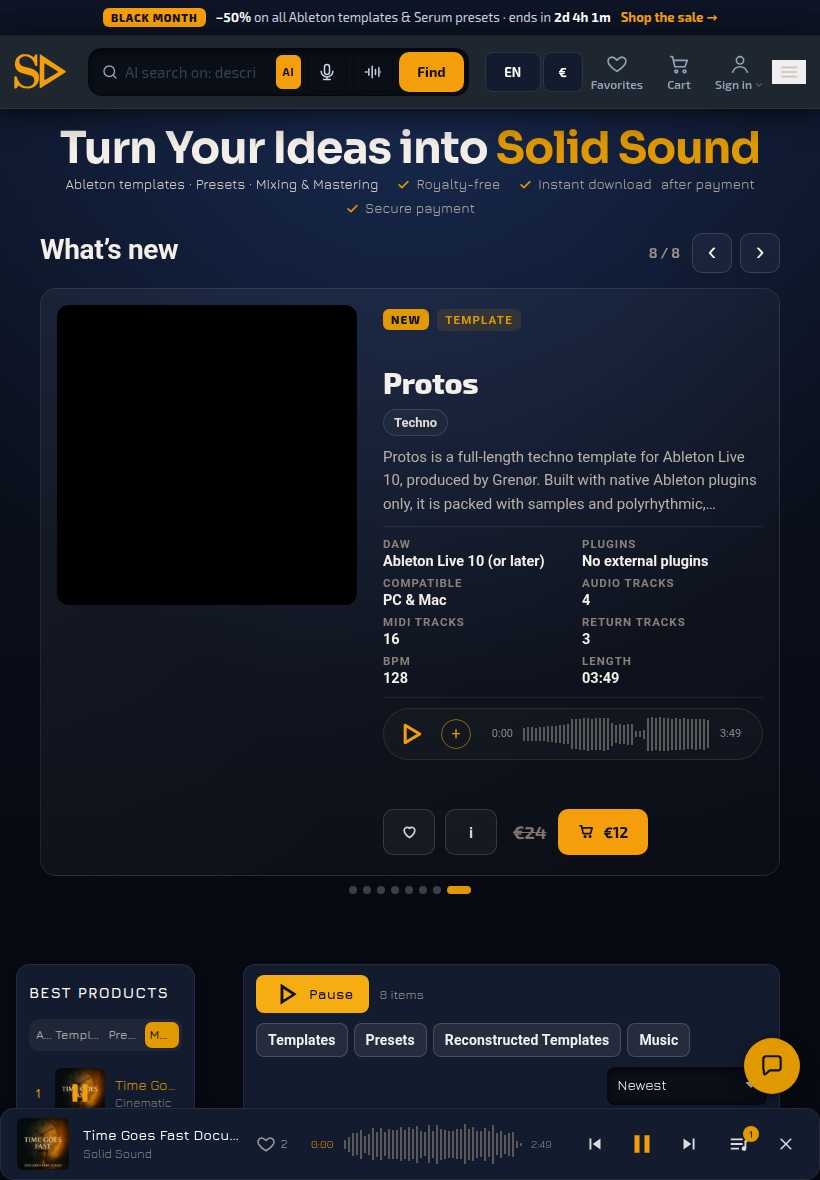 BLACK MONTH −50% on all Ableton templates & Serum presets · ends in 2d 4h 1m Shop the sale →
S
AI search on: descri AI Find EN € Favorites Cart Sign in
Turn Your Ideas into Solid Sound
Ableton templates · Presets · Mixing & Mastering Royalty-free Instant download after payment
Secure payment
What's new 8 / 8
NEW TEMPLATE
Protos
Techno
Protos is a full-length techno template for Ableton Live
10, produced by Grenør. Built with native Ableton plugins
only, it is packed with samples and polyrhythmic,…
DAW PLUGINS
Ableton Live 10 (or later) No external plugins
COMPATIBLE AUDIO TRACKS
PC & Mac 4
MIDI TRACKS RETURN TRACKS
16 3
BPM LENGTH
128 03:49
+ 0:00 3:49
i €24 €12
BEST PRODUCTS Pause 8 items
A… Templ… Pre… M… Templates Presets Reconstructed Templates Music
1 Time Go… Newest
Cinematic
TIME GOES FAST Time Goes Fast Docu… 2 0:00 2:49 1
Solid Sound